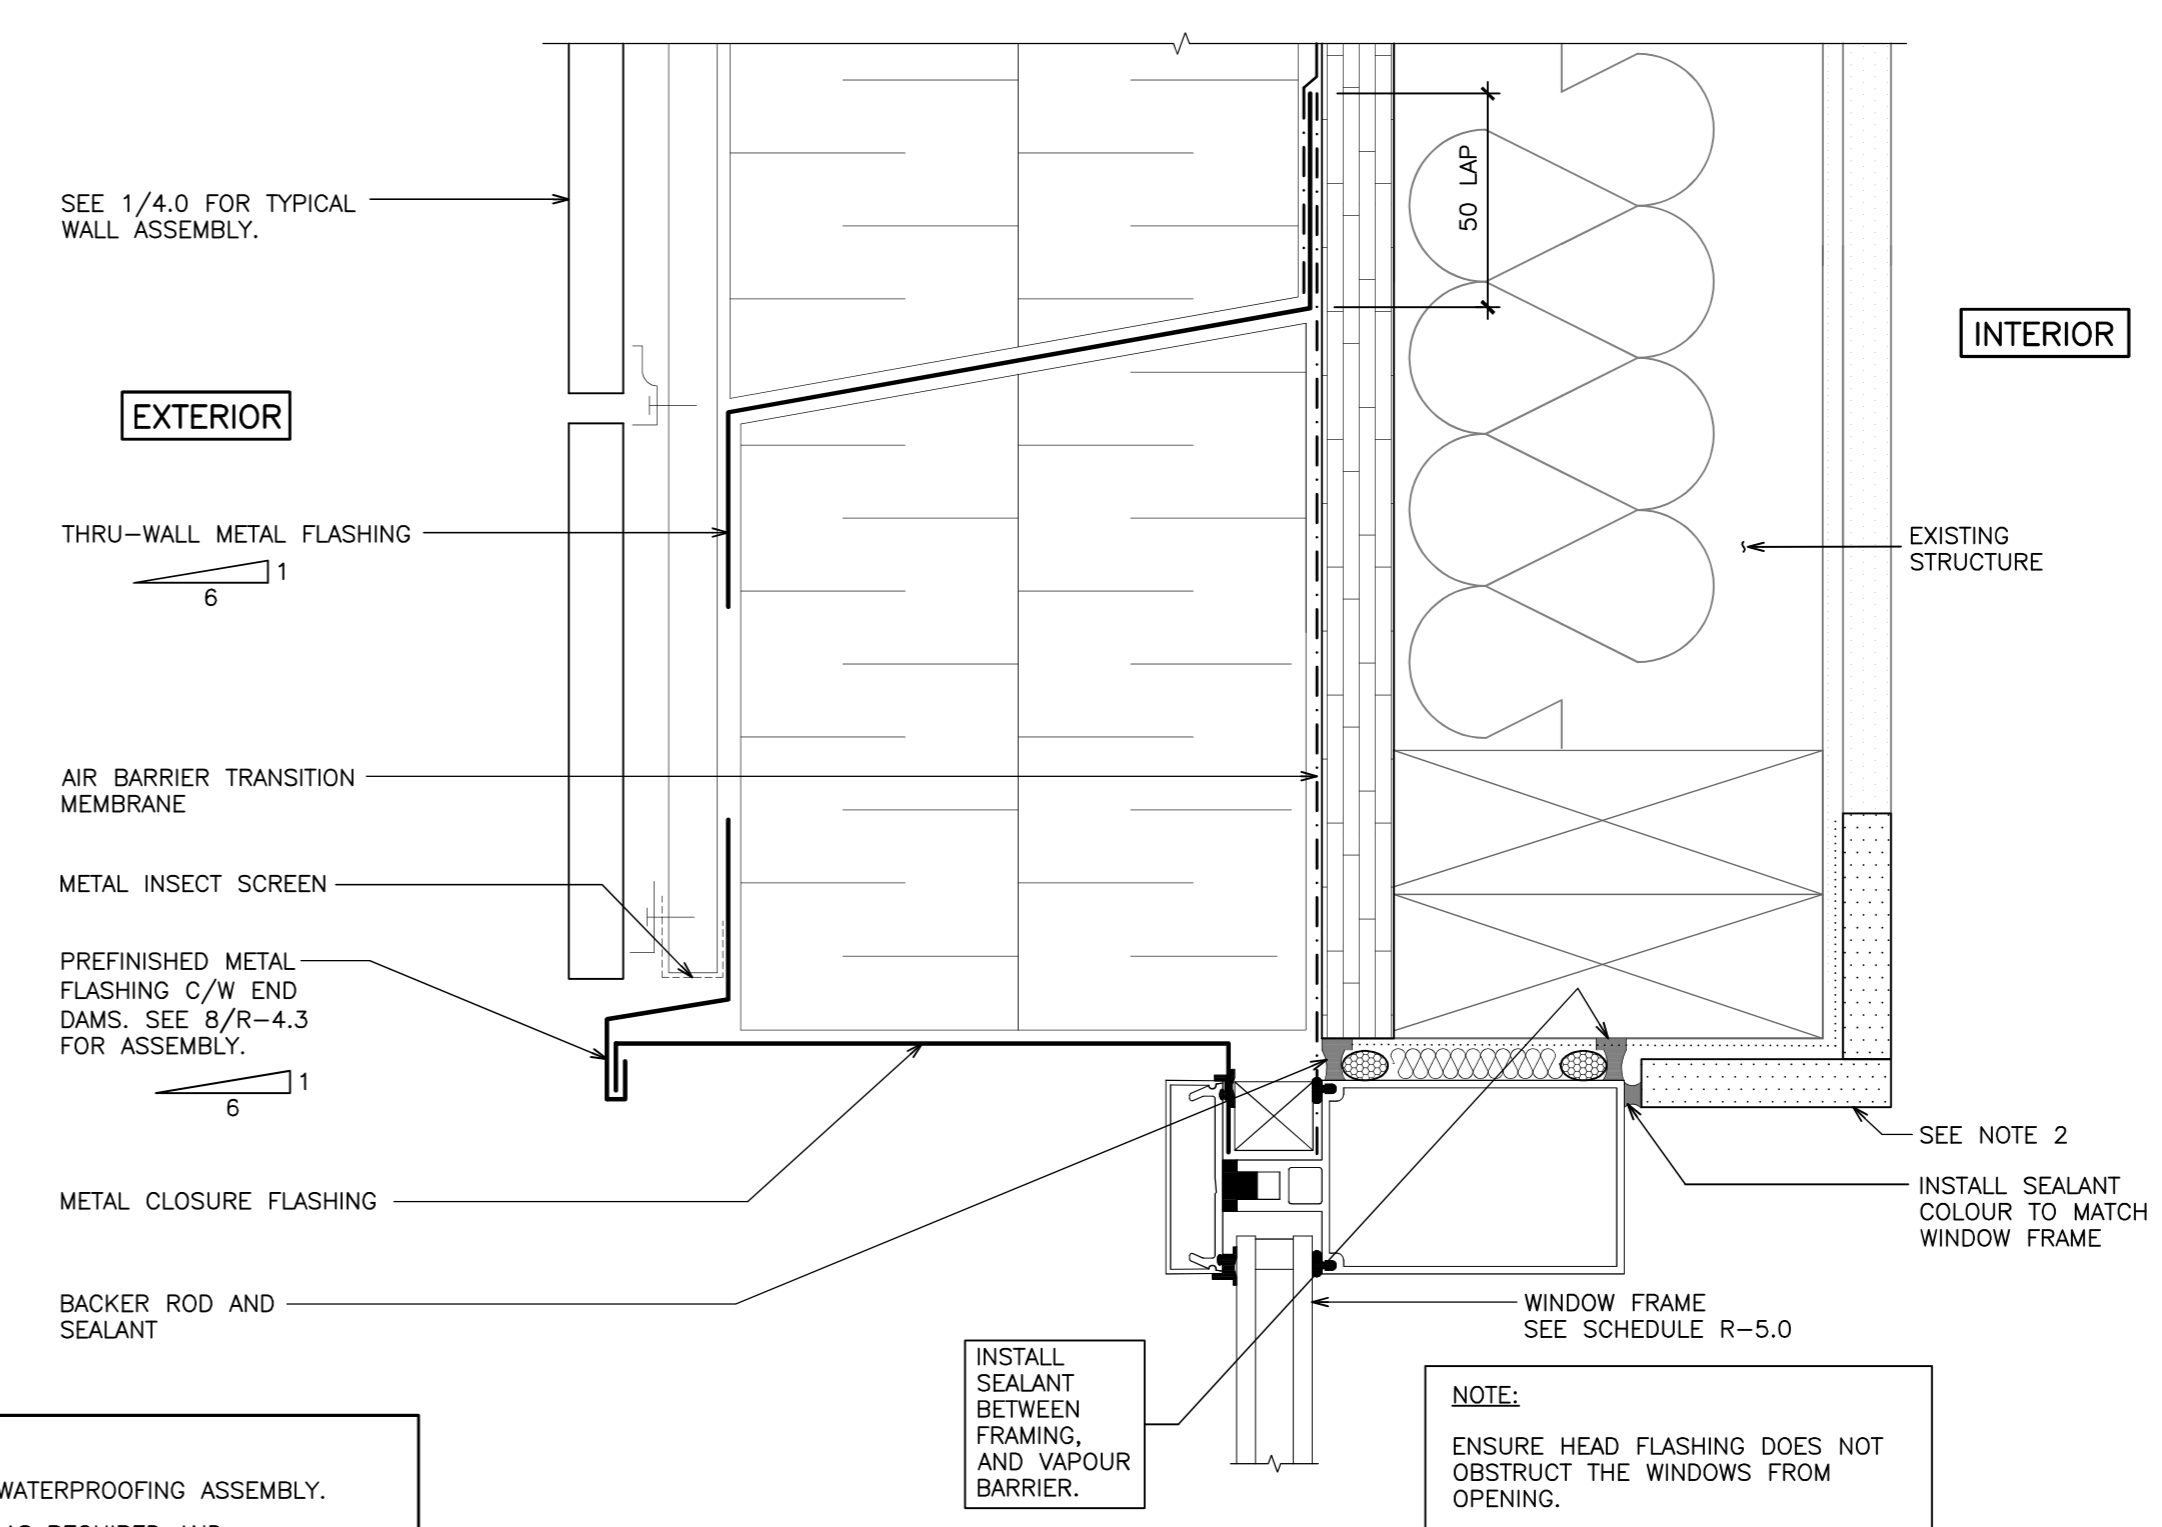 SEE 1/4.0 FOR TYPICAL
WALL ASSEMBLY.
EXTERIOR
THRU-WALL METAL FLASHING
1
6
AIR BARRIER TRANSITION
MEMBRANE
METAL INSECT SCREEN
PREFINISHED METAL
FLASHING C/W END
DAMS. SEE 8/R-4.3
FOR ASSEMBLY.
1
6
METAL CLOSURE FLASHING
BACKER ROD AND
SEALANT
WATERPROOFING ASSEMBLY.
50 LAP
INTERIOR
EXISTING
STRUCTURE
SEE NOTE 2
INSTALL SEALANT
COLOUR TO MATCH
WINDOW FRAME
WINDOW FRAME
SEE SCHEDULE R-5.0
INSTALL
SEALANT
BETWEEN
FRAMING,
AND VAPOUR
BARRIER.
NOTE:
ENSURE HEAD FLASHING DOES NOT
OBSTRUCT THE WINDOWS FROM
OPENING.